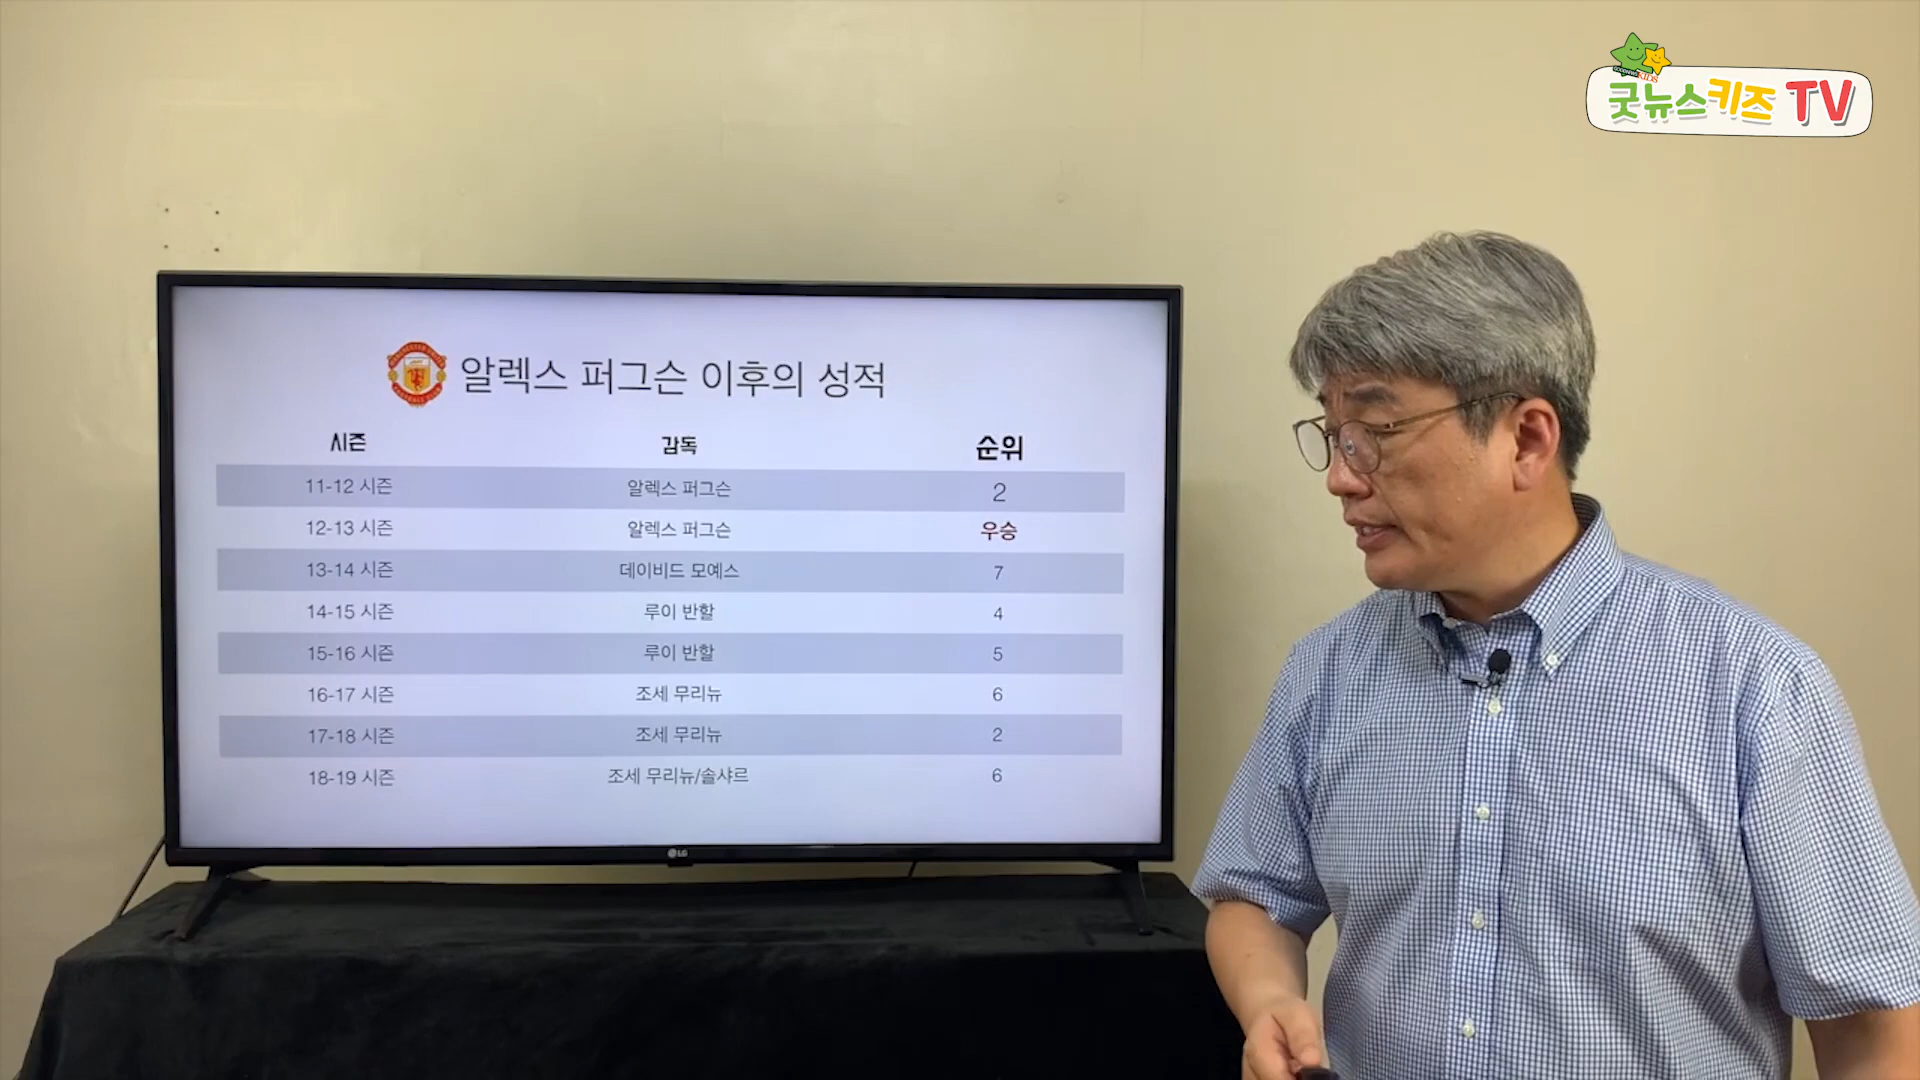 굿뉴스키즈 TV
알렉스 퍼그슨 이후의 성적
시즌 감독 순위
11-12 시즌 알렉스 퍼그슨 2
12-13 시즌 알렉스 퍼그슨 우승
13-14 시즌 데이비드 모예스 7
14-15 시즌 루이 반할 4
15-16 시즌 루이 반할 5
16-17 시즌 조세 무리뉴 6
17-18 시즌 조세 무리뉴 2
18-19 시즌 조세 무리뉴/솔샤르 6
LG